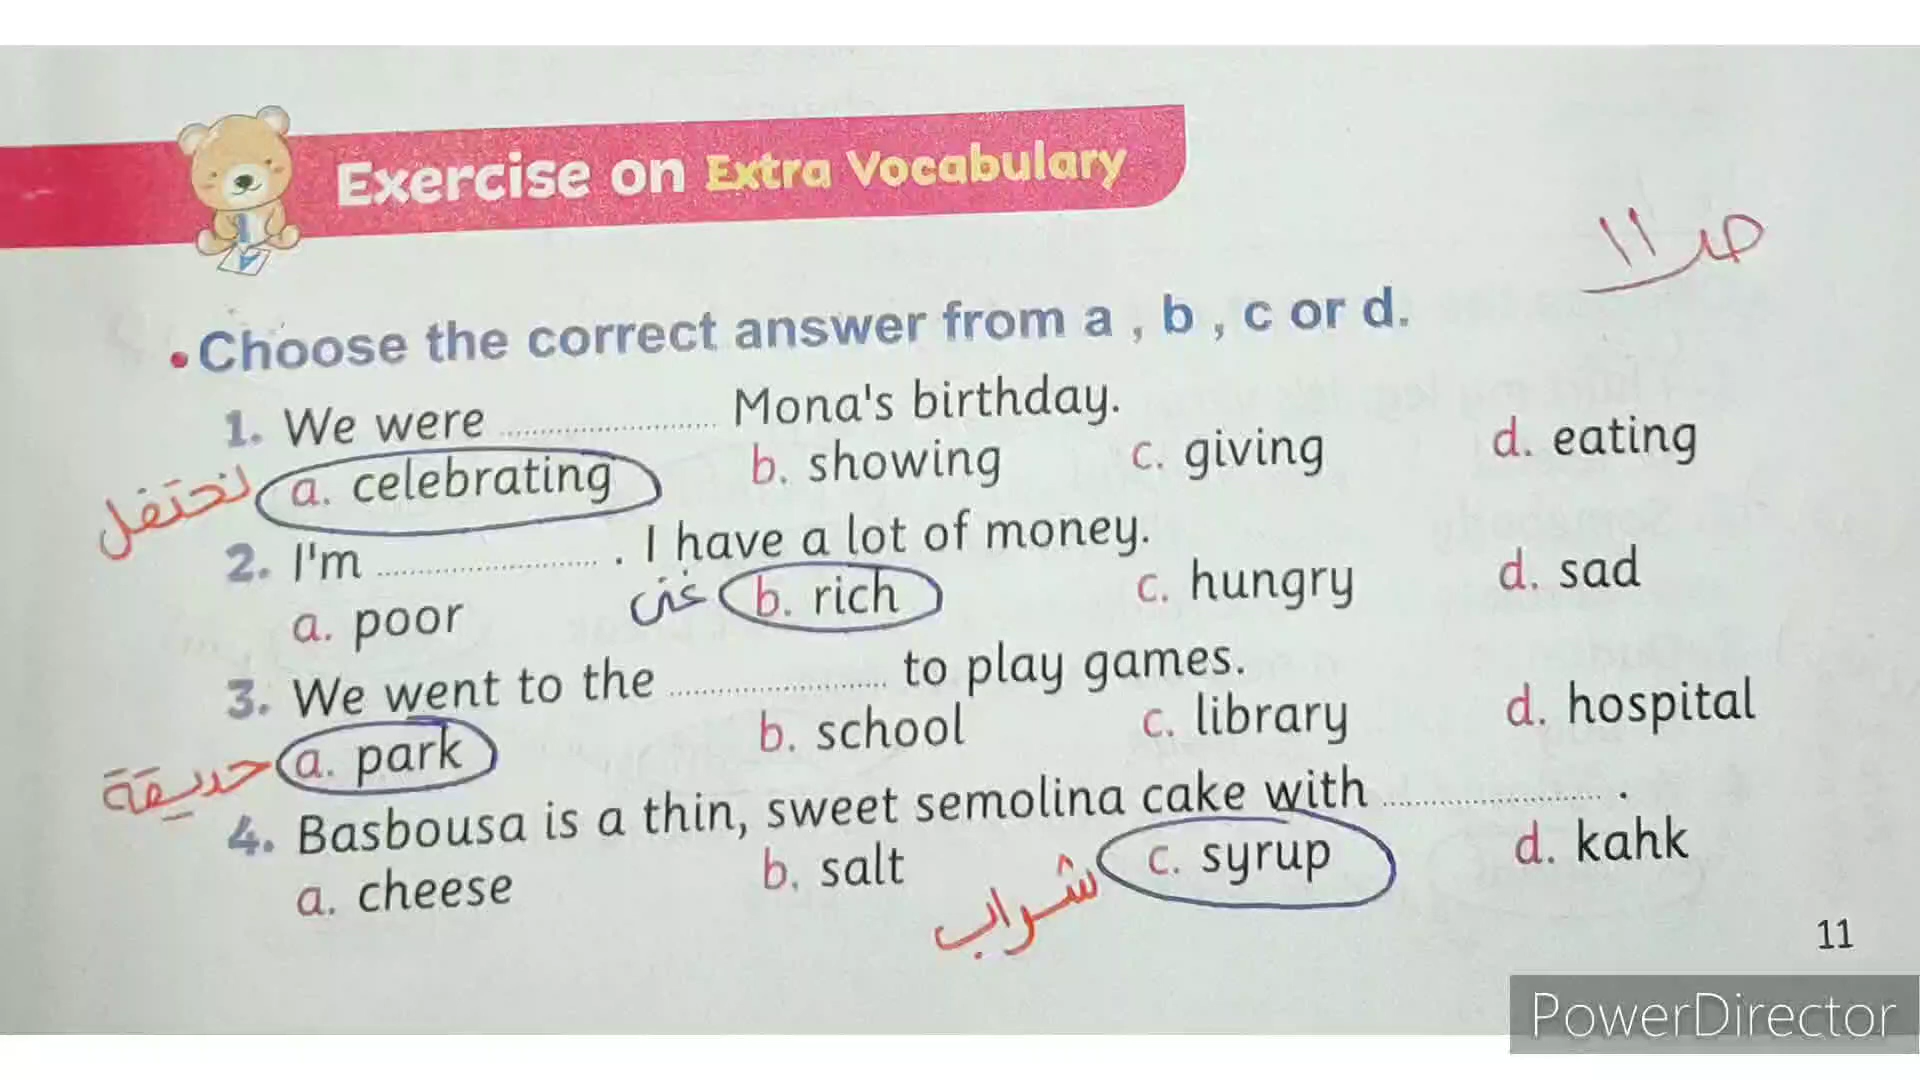 Exercise on Extra Vocabulary
صـ ١١
• Choose the correct answer from a , b , c or d.
1. We were .................... Mona's birthday.
نحتفل a. celebrating b. showing c. giving d. eating
2. I'm .................... . I have a lot of money.
a. poor غنى b. rich c. hungry d. sad
3. We went to the .................... to play games.
حديقة a. park b. school c. library d. hospital
4. Basbousa is a thin, sweet semolina cake with .................... .
a. cheese b. salt شراب c. syrup d. kahk
11
PowerDirector